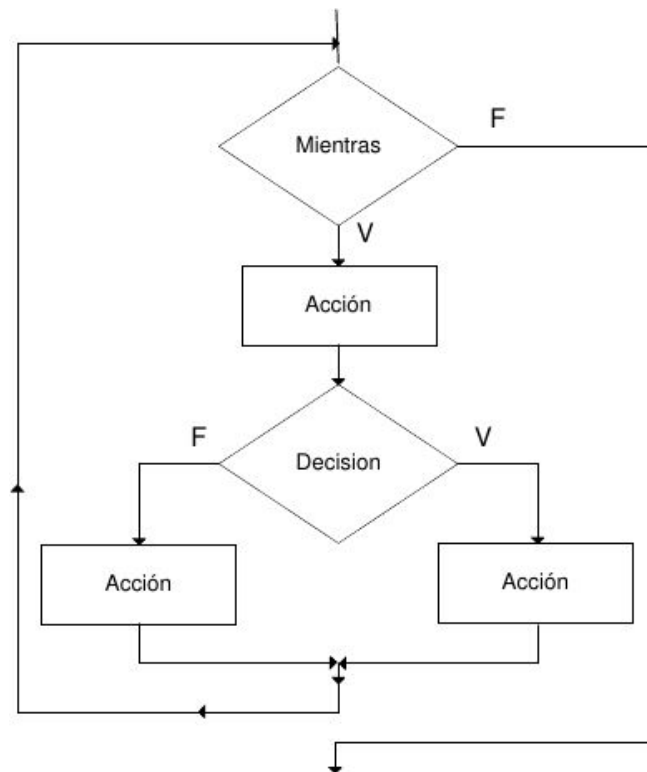 F
Mientras
V
Acción
F
V
Decision
Acción
Acción